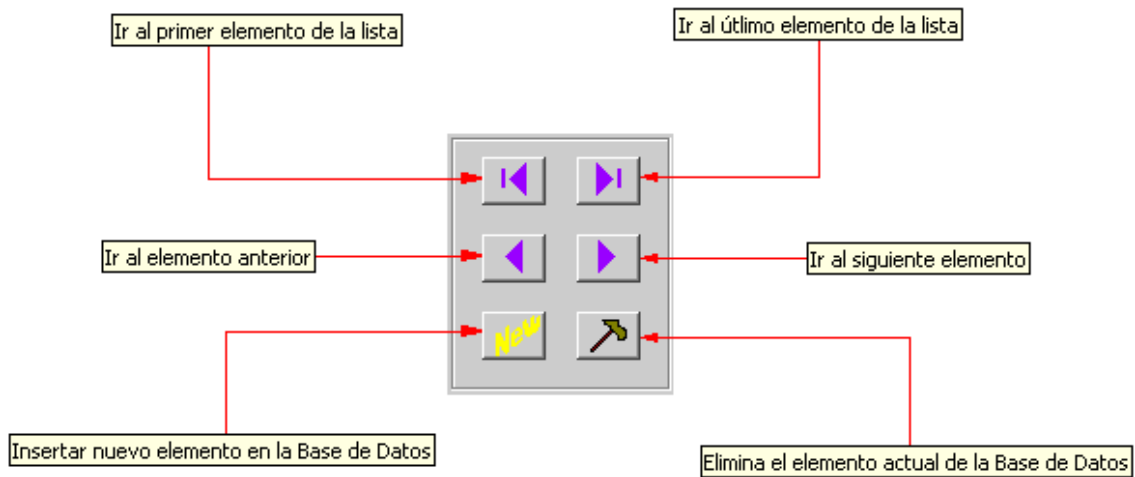 Ir al primer elemento de la lista
Ir al útlimo elemento de la lista
Ir al elemento anterior
Ir al siguiente elemento
New
Insertar nuevo elemento en la Base de Datos
Elimina el elemento actual de la Base de Datos